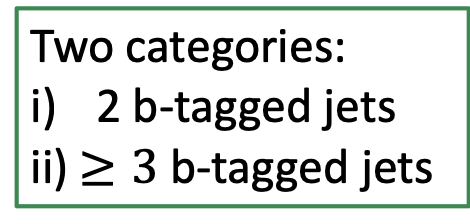 Two categories:
i) 2 b-tagged jets
ii) ≥ 3 b-tagged jets